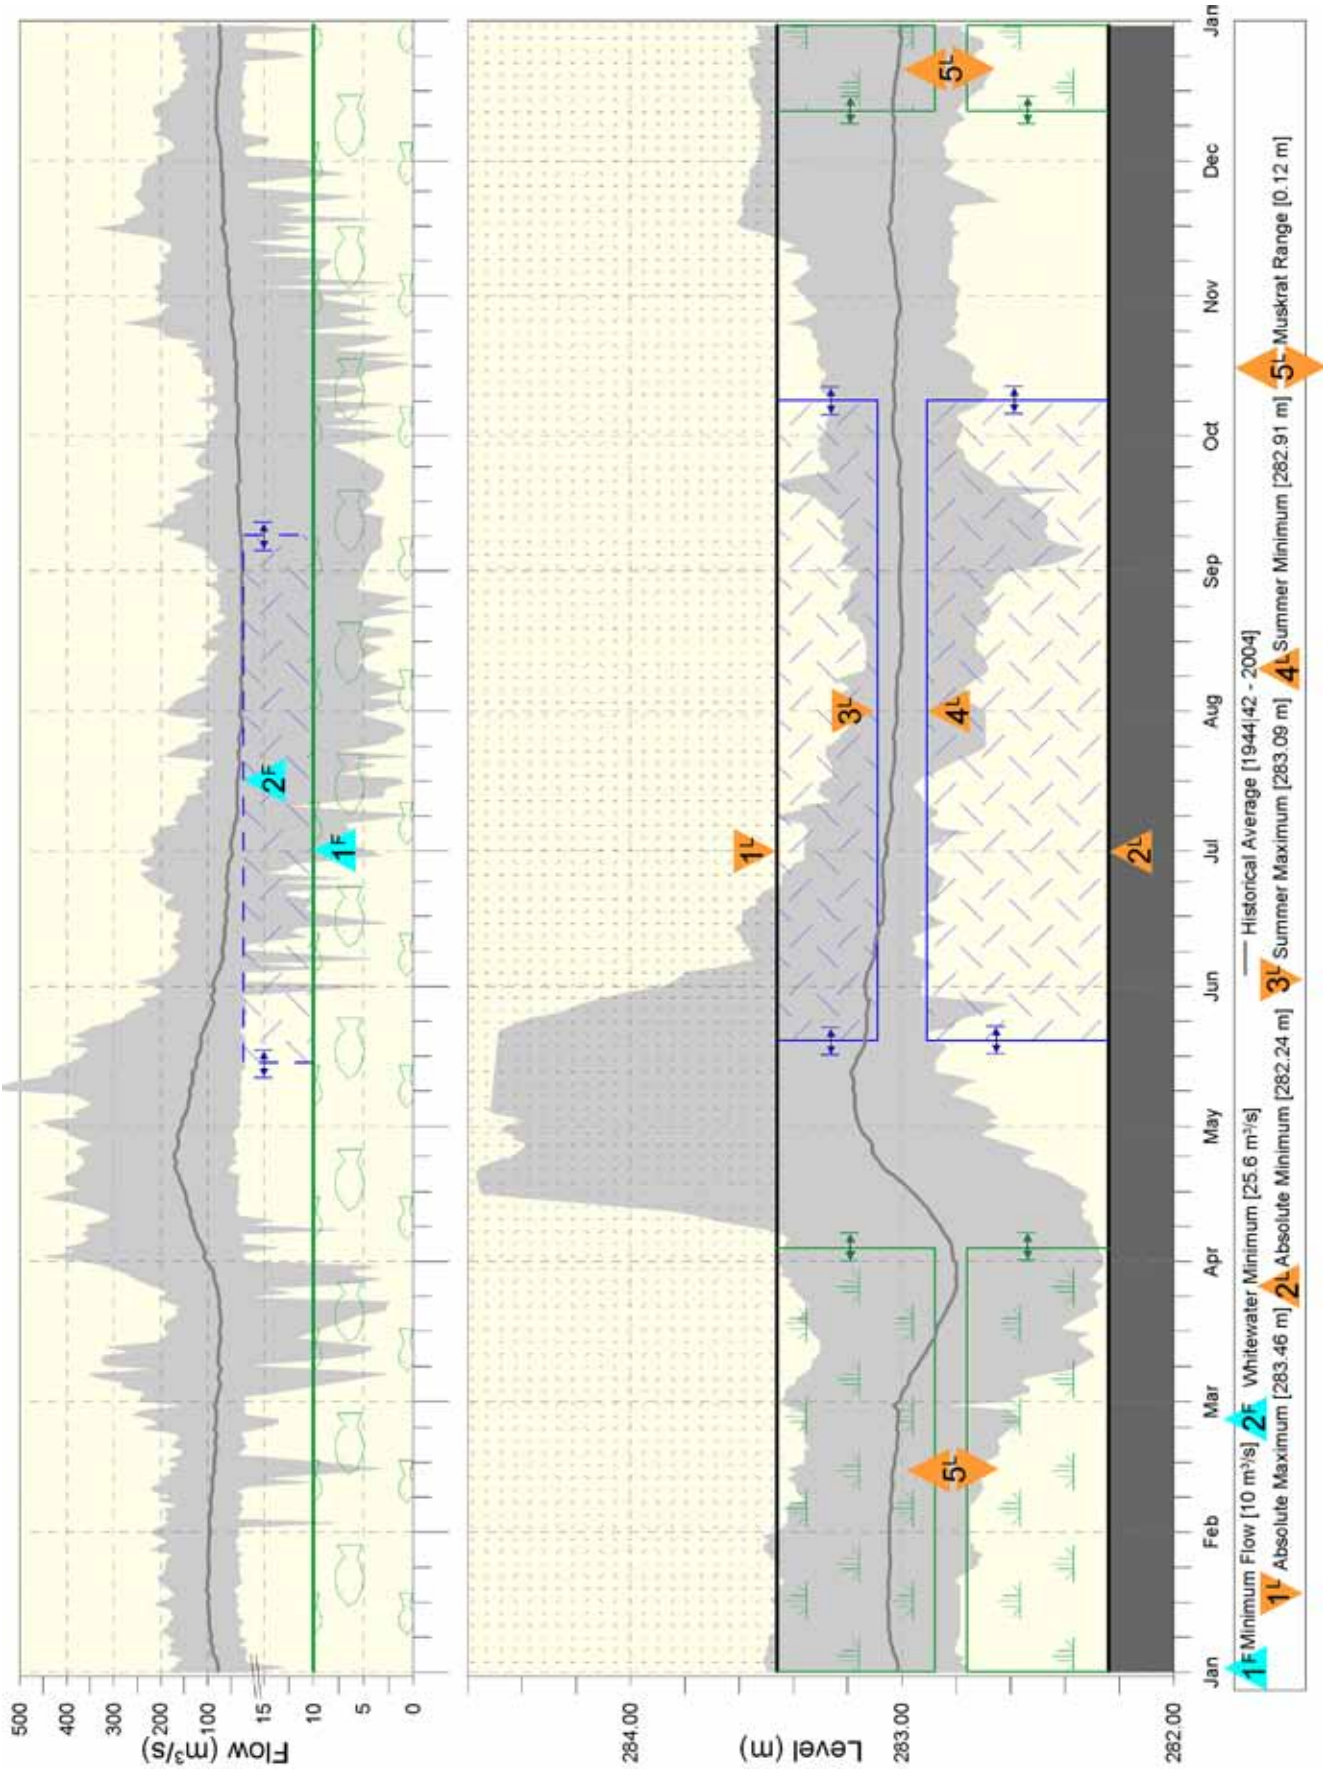 500
400
300
200
100
15
10
5
0
Flow (m³/s)
2F
1F
284.00
283.00
282.00
Level (m)
1L
3L
5L
4L
5L
2L
Jan
Feb
Mar
Apr
May
Jun
Jul
Aug
Sep
Oct
Nov
Dec
Jan
1F Minimum Flow [10 m³/s] 2F Whitewater Minimum [25.6 m³/s] Historical Average [1944|42 - 2004]
1L Absolute Maximum [283.46 m] 2L Absolute Minimum [282.24 m] 3L Summer Maximum [283.09 m] 4L Summer Minimum [282.91 m] 5L Muskrat Range [0.12 m]